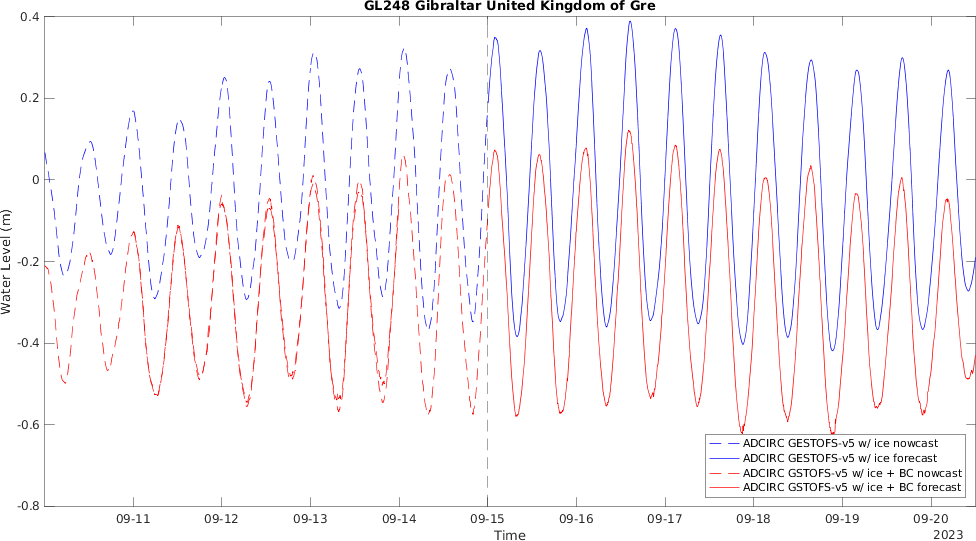 GL248 Gibraltar United Kingdom of Gre
0.4
0.2
0
-0.2
-0.4
-0.6
-0.8
Water Level (m)
ADCIRC GESTOFS-v5 w/ ice nowcast
ADCIRC GESTOFS-v5 w/ ice forecast
ADCIRC GSTOFS-v5 w/ ice + BC nowcast
ADCIRC GSTOFS-v5 w/ ice + BC forecast
09-11 09-12 09-13 09-14 09-15 09-16 09-17 09-18 09-19 09-20
Time
2023